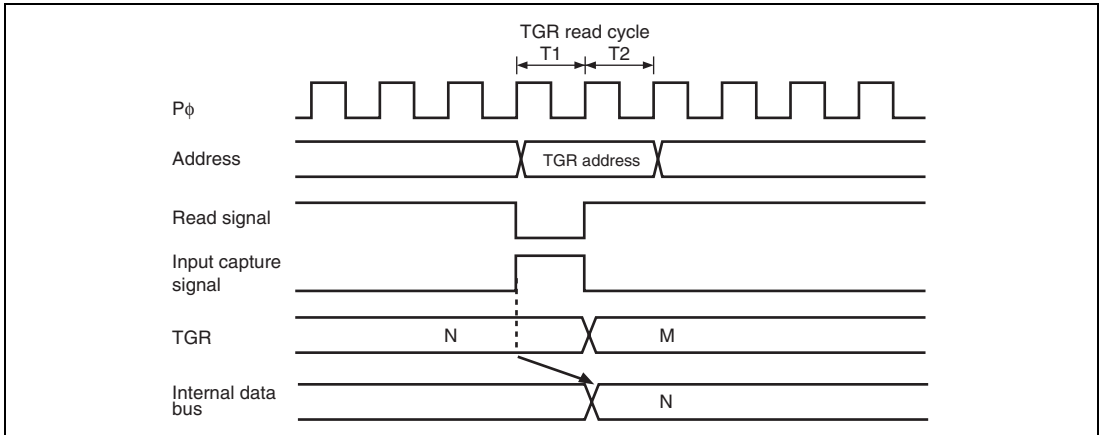 TGR read cycle
T1 T2
Pϕ
Address
TGR address
Read signal
Input capture
signal
TGR
N
M
Internal data
bus
N